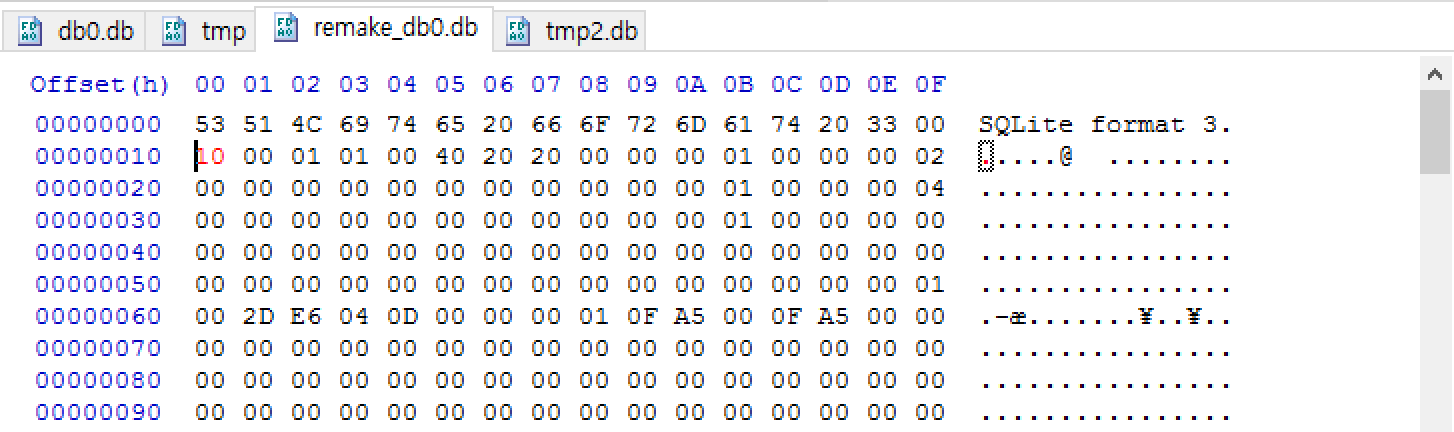 db0.db tmp remake_db0.db tmp2.db
Offset(h) 00 01 02 03 04 05 06 07 08 09 0A 0B 0C 0D 0E 0F
00000000 53 51 4C 69 74 65 20 66 6F 72 6D 61 74 20 33 00 SQLite format 3.
00000010 10 00 01 01 00 40 20 20 00 00 00 01 00 00 00 02 .....@  ........
00000020 00 00 00 00 00 00 00 00 00 00 00 01 00 00 00 04 ................
00000030 00 00 00 00 00 00 00 00 00 00 00 01 00 00 00 00 ................
00000040 00 00 00 00 00 00 00 00 00 00 00 00 00 00 00 00 ................
00000050 00 00 00 00 00 00 00 00 00 00 00 00 00 00 00 01 ................
00000060 00 2D E6 04 0D 00 00 00 01 0F A5 00 0F A5 00 00 .-æ.......¥..¥..
00000070 00 00 00 00 00 00 00 00 00 00 00 00 00 00 00 00 ................
00000080 00 00 00 00 00 00 00 00 00 00 00 00 00 00 00 00 ................
00000090 00 00 00 00 00 00 00 00 00 00 00 00 00 00 00 00 ................